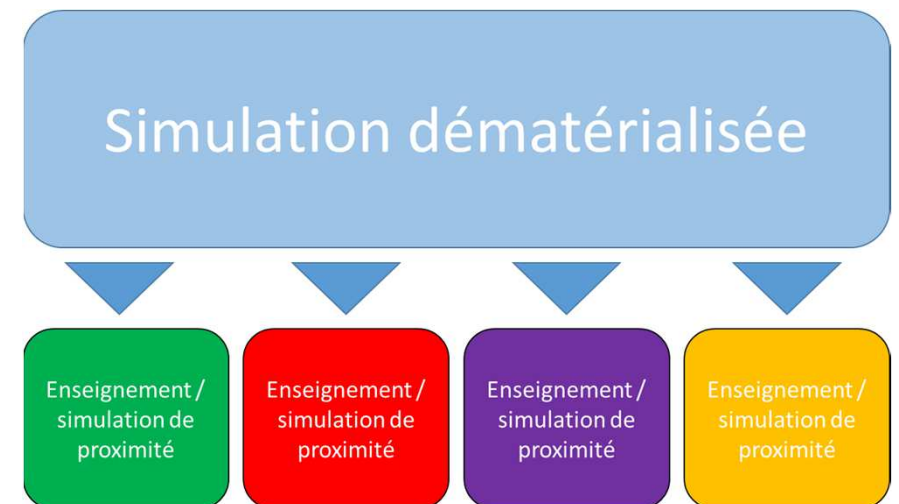 Simulation dématérialisée
Enseignement /
simulation de
proximité
Enseignement /
simulation de
proximité
Enseignement /
simulation de
proximité
Enseignement /
simulation de
proximité